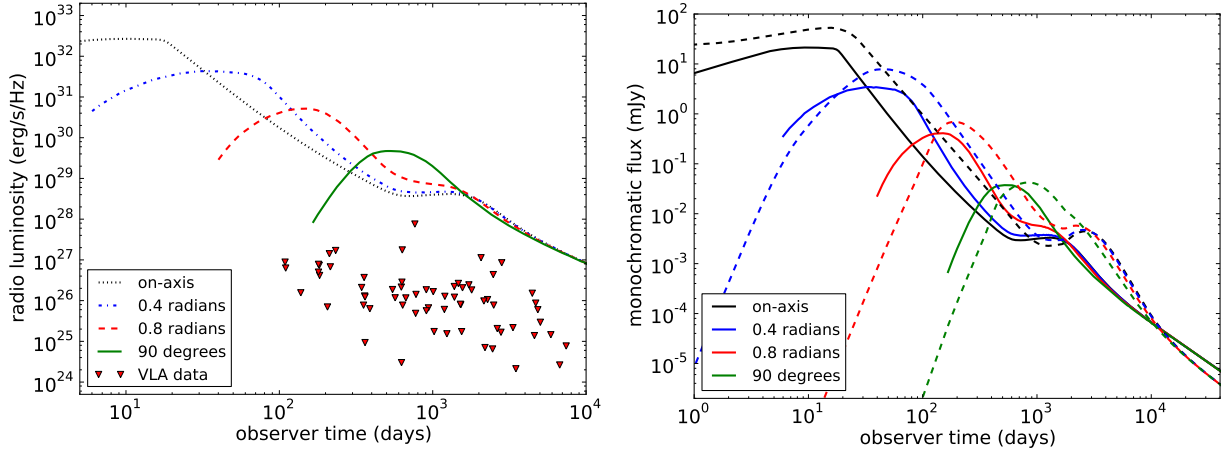 radio luminosity (erg/s/Hz)
10^33
10^32
10^31
10^30
10^29
10^28
10^27
10^26
10^25
10^24
on-axis
0.4 radians
0.8 radians
90 degrees
VLA data
10^1
10^2
10^3
10^4
observer time (days)
monochromatic flux (mJy)
10^2
10^1
10^0
10^-1
10^-2
10^-3
10^-4
10^-5
on-axis
0.4 radians
0.8 radians
90 degrees
10^0
10^1
10^2
10^3
10^4
observer time (days)